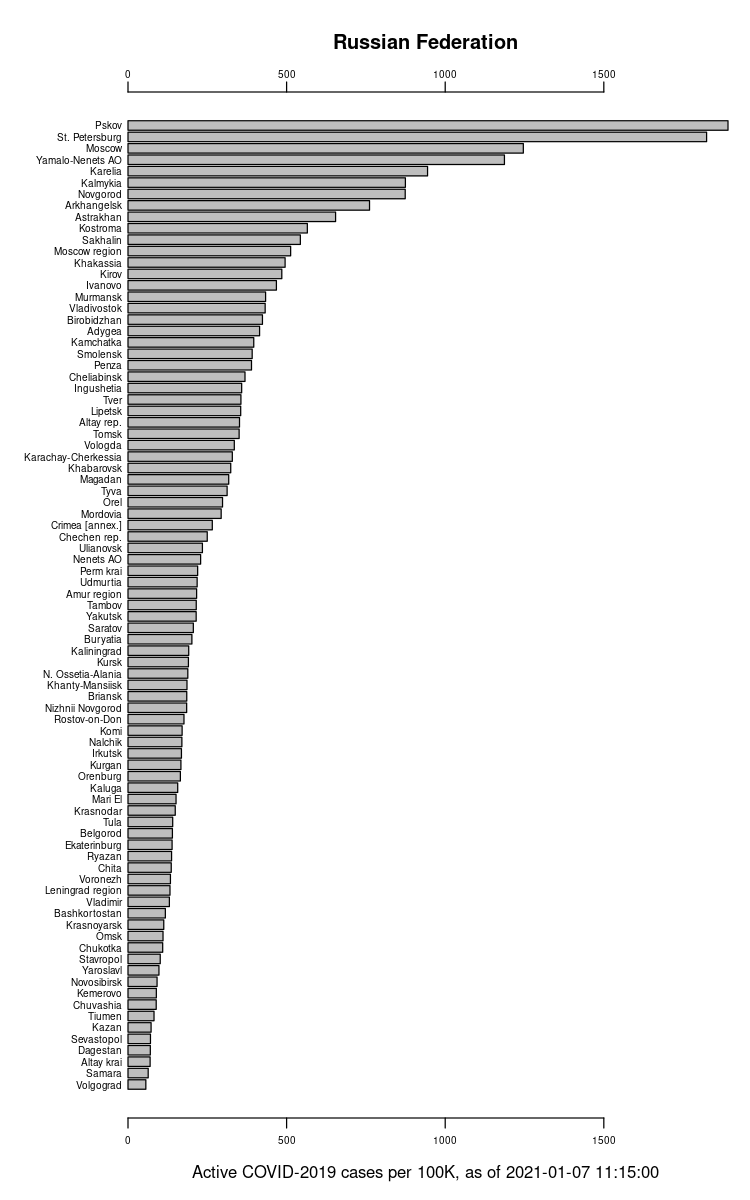 Russian Federation
0 500 1000 1500
Pskov
St. Petersburg
Moscow
Yamalo-Nenets AO
Karelia
Kalmykia
Novgorod
Arkhangelsk
Astrakhan
Kostroma
Sakhalin
Moscow region
Khakassia
Kirov
Ivanovo
Murmansk
Vladivostok
Birobidzhan
Adygea
Kamchatka
Smolensk
Penza
Cheliabinsk
Ingushetia
Tver
Lipetsk
Altay rep.
Tomsk
Vologda
Karachay-Cherkessia
Khabarovsk
Magadan
Tyva
Orel
Mordovia
Crimea [annex.]
Chechen rep.
Ulianovsk
Nenets AO
Perm krai
Udmurtia
Amur region
Tambov
Yakutsk
Saratov
Buryatia
Kaliningrad
Kursk
N. Ossetia-Alania
Khanty-Mansiisk
Briansk
Nizhnii Novgorod
Rostov-on-Don
Komi
Nalchik
Irkutsk
Kurgan
Orenburg
Kaluga
Mari El
Krasnodar
Tula
Belgorod
Ekaterinburg
Ryazan
Chita
Voronezh
Leningrad region
Vladimir
Bashkortostan
Krasnoyarsk
Omsk
Chukotka
Stavropol
Yaroslavl
Novosibirsk
Kemerovo
Chuvashia
Tiumen
Kazan
Sevastopol
Dagestan
Altay krai
Samara
Volgograd
0 500 1000 1500
Active COVID-2019 cases per 100K, as of 2021-01-07 11:15:00